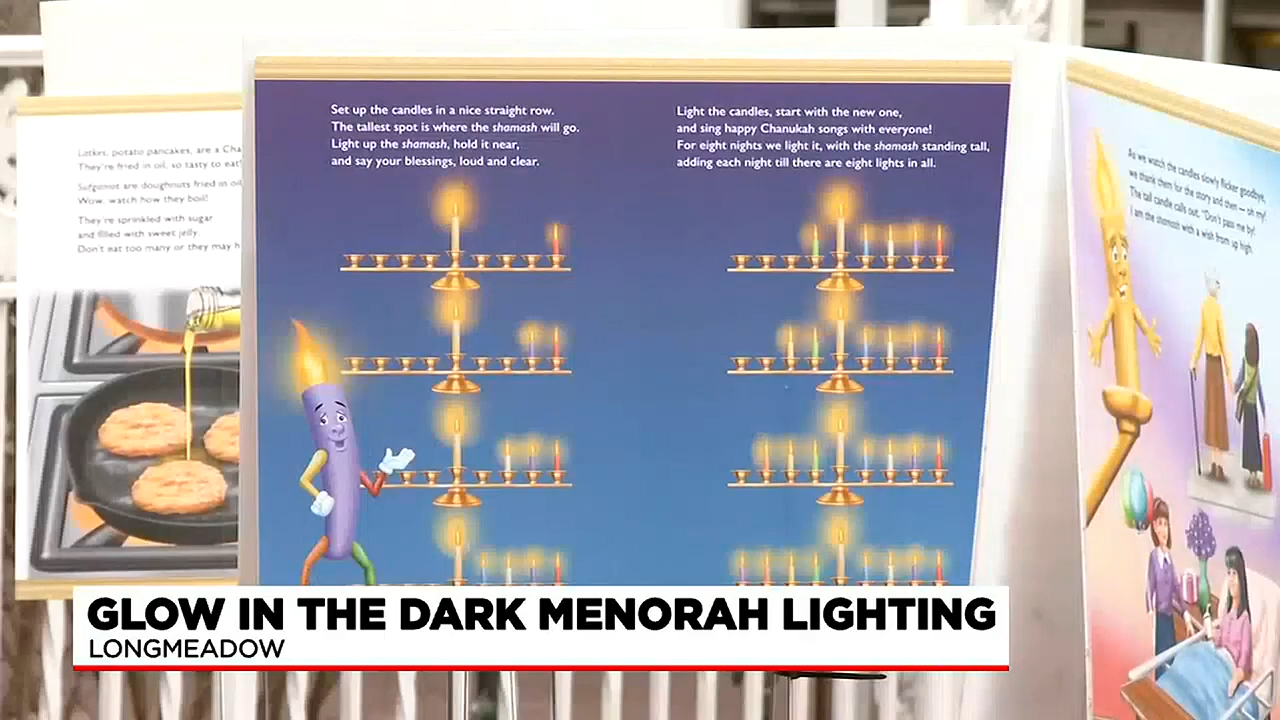 Latkes, potato pancakes, are a Cha
They're fried in oil, so tasty to eat!
Sufganiot are doughnuts fried in oil
Wow, watch how they boil!
They're sprinkled with sugar
and filled with sweet jelly.
Don't eat too many or they may h
Set up the candles in a nice straight row.
The tallest spot is where the shamash will go.
Light up the shamash, hold it near,
and say your blessings, loud and clear.
Light the candles, start with the new one,
and sing happy Chanukah songs with everyone!
For eight nights we light it, with the shamash standing tall,
adding each night till there are eight lights in all.
As we watch the candles slowly flicker goodbye,
we thank them for the story and then — oh my!
The tall candle calls out, "Don't pass me by!
I am the shamash with a wish from up high.
GLOW IN THE DARK MENORAH LIGHTING
LONGMEADOW